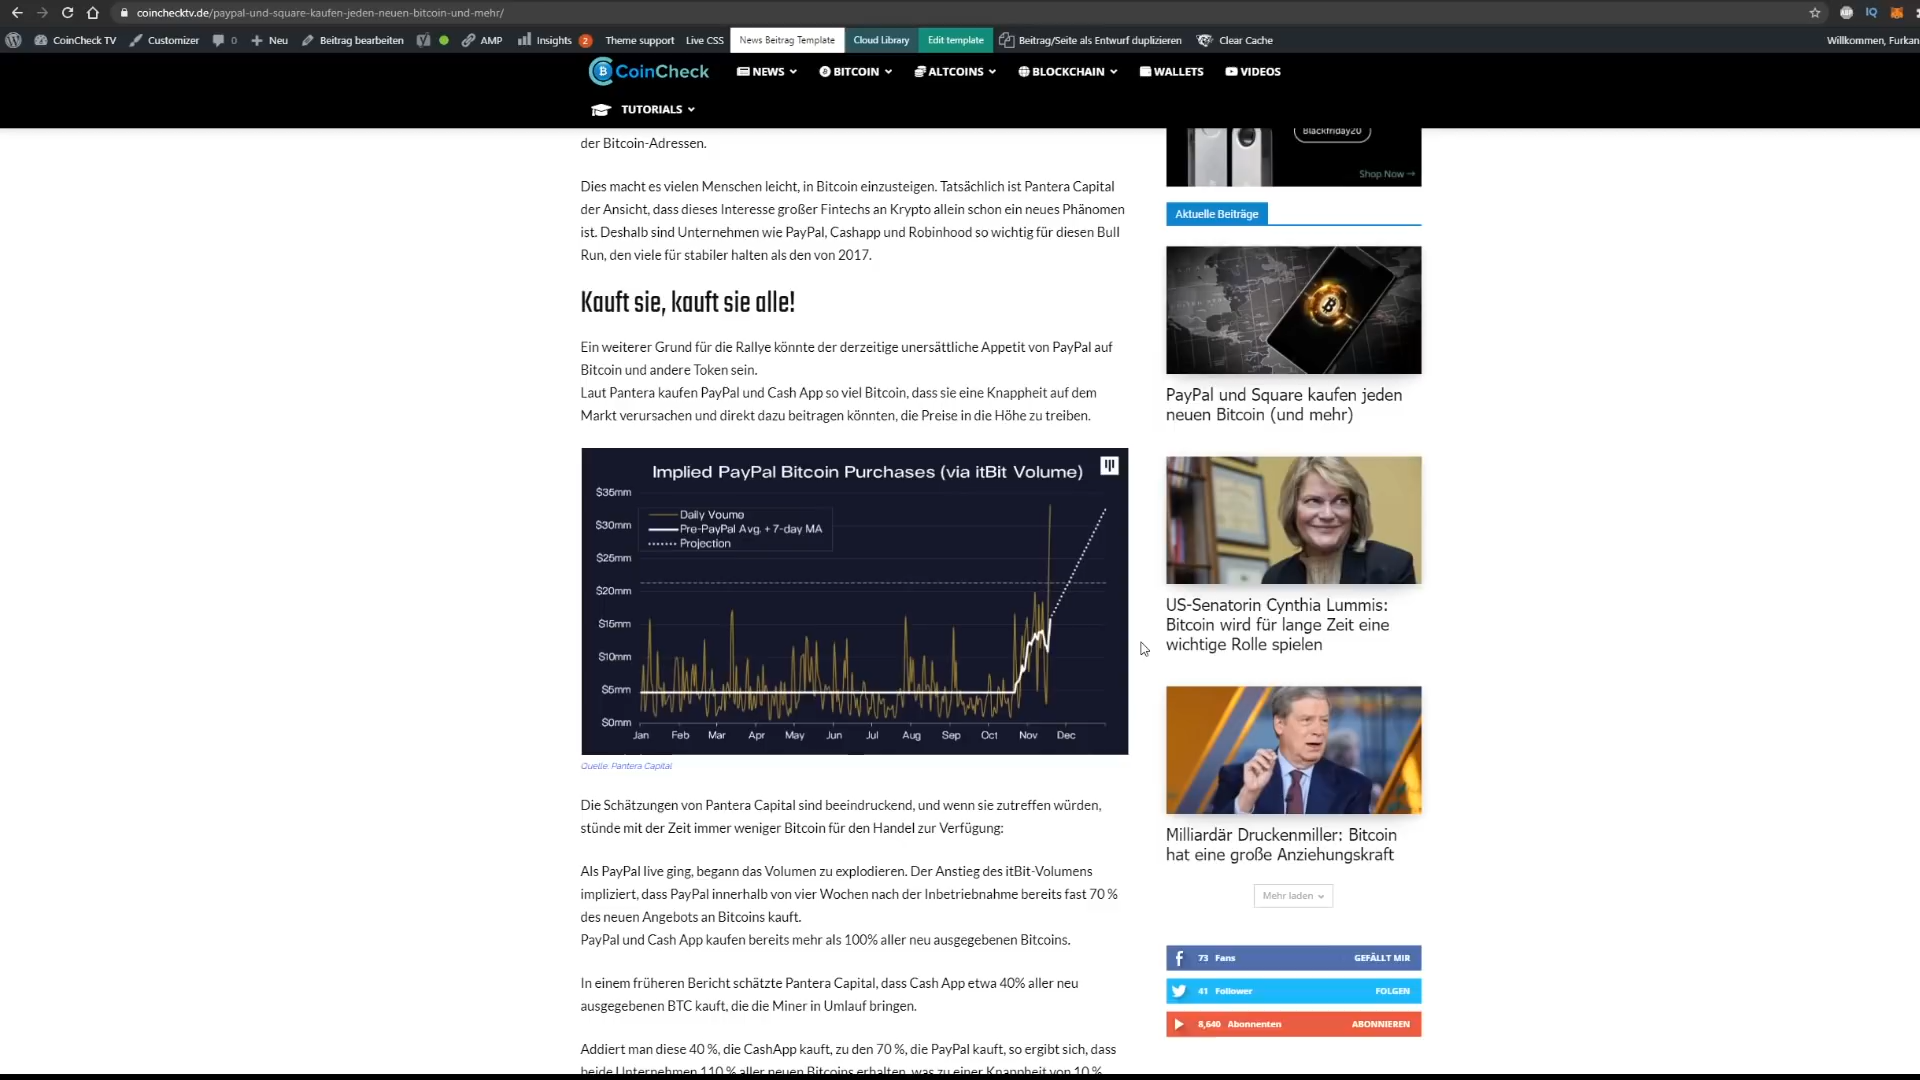 coinchecktv.de/paypal-und-square-kaufen-jeden-neuen-bitcoin-und-mehr/
CoinCheck TV Customizer 0 Neu Beitrag bearbeiten AMP Insights 2 Theme support Live CSS News Beitrag Template Cloud Library Edit template Beitrag/Seite als Entwurf duplizieren Clear Cache Willkommen, Furkan
CoinCheck NEWS BITCOIN ALTCOINS BLOCKCHAIN WALLETS VIDEOS
TUTORIALS
der Bitcoin-Adressen.
Dies macht es vielen Menschen leicht, in Bitcoin einzusteigen. Tatsächlich ist Pantera Capital
der Ansicht, dass dieses Interesse großer Fintechs an Krypto allein schon ein neues Phänomen
ist. Deshalb sind Unternehmen wie PayPal, Cashapp und Robinhood so wichtig für diesen Bull
Run, den viele für stabiler halten als den von 2017.
Kauft sie, kauft sie alle!
Ein weiterer Grund für die Rallye könnte der derzeitige unersättliche Appetit von PayPal auf
Bitcoin und andere Token sein.
Laut Pantera kaufen PayPal und Cash App so viel Bitcoin, dass sie eine Knappheit auf dem
Markt verursachen und direkt dazu beitragen könnten, die Preise in die Höhe zu treiben.
Implied PayPal Bitcoin Purchases (via itBit Volume)
$35mm
$30mm
$25mm
$20mm
$15mm
$10mm
$5mm
$0mm
Daily Voume
Pre-PayPal Avg. + 7-day MA
Projection
Jan Feb Mar Apr May Jun Jul Aug Sep Oct Nov Dec
Quelle: Pantera Capital
Die Schätzungen von Pantera Capital sind beeindruckend, und wenn sie zutreffen würden,
stünde mit der Zeit immer weniger Bitcoin für den Handel zur Verfügung:
Als PayPal live ging, begann das Volumen zu explodieren. Der Anstieg des itBit-Volumens
impliziert, dass PayPal innerhalb von vier Wochen nach der Inbetriebnahme bereits fast 70 %
des neuen Angebots an Bitcoins kauft.
PayPal und Cash App kaufen bereits mehr als 100% aller neu ausgegebenen Bitcoins.
In einem früheren Bericht schätzte Pantera Capital, dass Cash App etwa 40% aller neu
ausgegebenen BTC kauft, die die Miner in Umlauf bringen.
Addiert man diese 40 %, die CashApp kauft, zu den 70 %, die PayPal kauft, so ergibt sich, dass
beide Unternehmen 110 % aller neuen Bitcoins erhalten, was zu einer Knappheit von 10 %
Blackfriday20
Shop Now →
Aktuelle Beiträge
PayPal und Square kaufen jeden
neuen Bitcoin (und mehr)
US-Senatorin Cynthia Lummis:
Bitcoin wird für lange Zeit eine
wichtige Rolle spielen
Milliardär Druckenmiller: Bitcoin
hat eine große Anziehungskraft
Mehr laden
73 Fans GEFÄLLT MIR
41 Follower FOLGEN
8,640 Abonnenten ABONNIEREN